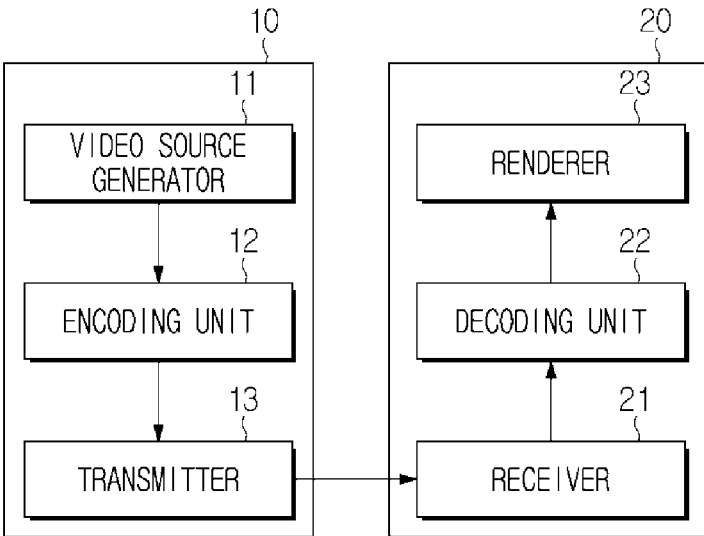 10
11
VIDEO SOURCE
GENERATOR
12
ENCODING UNIT
13
TRANSMITTER
20
23
RENDERER
22
DECODING UNIT
21
RECEIVER